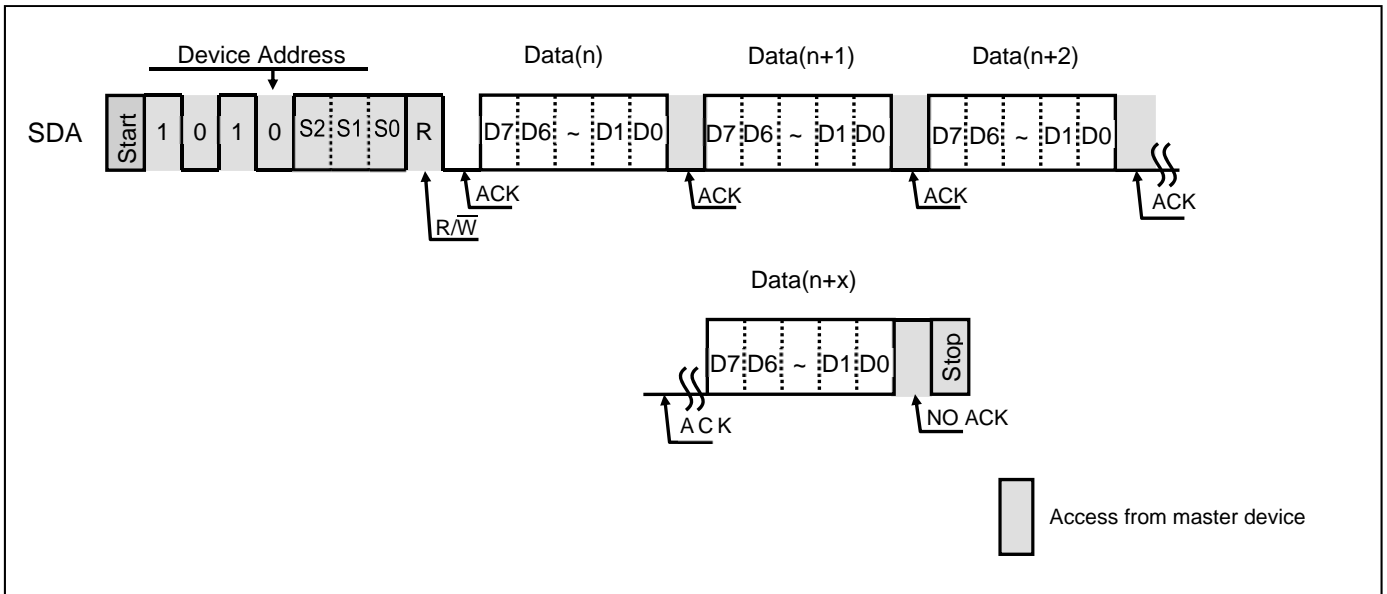 Device Address Data(n) Data(n+1) Data(n+2)
SDA Start 1 0 1 0 S2 S1 S0 R D7 D6 ~ D1 D0 D7 D6 ~ D1 D0 D7 D6 ~ D1 D0
ACK ACK ACK ACK
R/W̅
Data(n+x)
D7 D6 ~ D1 D0 Stop
A C K NO ACK
Access from master device